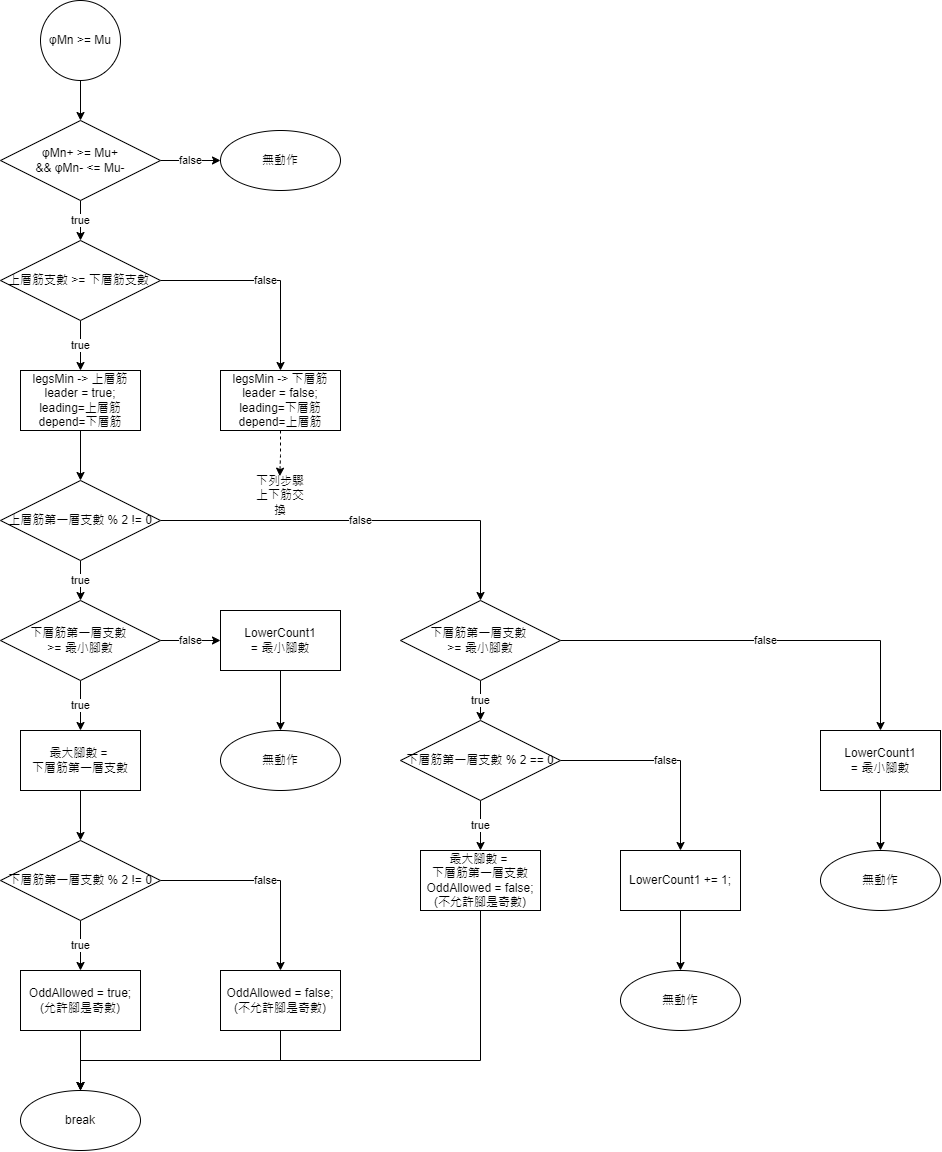 φMn >= Mu
φMn+ >= Mu+
&& φMn- <= Mu-
false
無動作
true
上層筋支數 >= 下層筋支數
false
true
legsMin -> 上層筋
leader = true;
leading=上層筋
depend=下層筋
legsMin -> 下層筋
leader = false;
leading=下層筋
depend=上層筋
下列步驟
上下筋交
換
上層筋第一層支數 % 2 != 0
false
true
下層筋第一層支數
>= 最小腳數
false
LowerCount1
= 最小腳數
下層筋第一層支數
>= 最小腳數
false
true
true
最大腳數 =
下層筋第一層支數
無動作
下層筋第一層支數 % 2 == 0
false
LowerCount1
= 最小腳數
true
下層筋第一層支數 % 2 != 0
false
最大腳數 =
下層筋第一層支數
OddAllowed = false;
(不允許腳是奇數)
LowerCount1 += 1;
無動作
true
OddAllowed = true;
(允許腳是奇數)
OddAllowed = false;
(不允許腳是奇數)
無動作
break